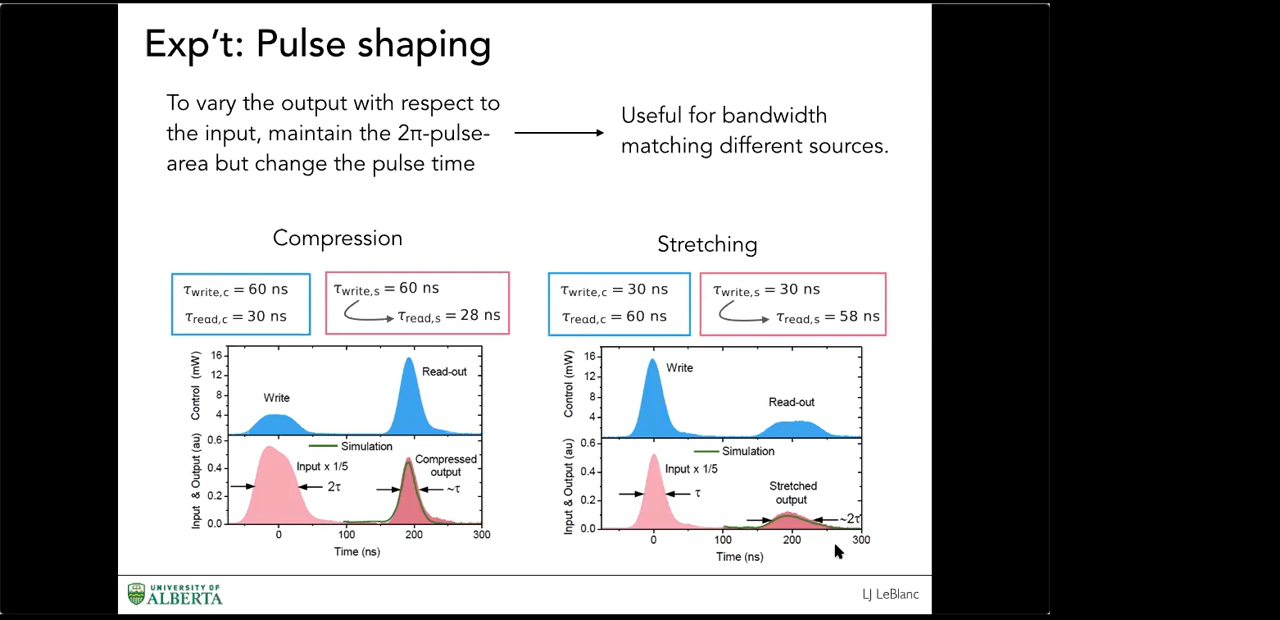 Exp't: Pulse shaping
To vary the output with respect to
the input, maintain the 2π-pulse-
area but change the pulse time
Useful for bandwidth
matching different sources.
Compression
τwrite,c = 60 ns
τread,c = 30 ns
τwrite,s = 60 ns
τread,s = 28 ns
Control (mW)
16
12
8
4
Write
Read-out
Input & Output (au)
0.6
0.4
0.2
0.0
Simulation
Input x 1/5
2τ
Compressed
output
~τ
0
100
200
300
Time (ns)
Stretching
τwrite,c = 30 ns
τread,c = 60 ns
τwrite,s = 30 ns
τread,s = 58 ns
Control (mW)
16
12
8
4
Write
Read-out
Input & Output (au)
0.6
0.4
0.2
0.0
Simulation
Input x 1/5
τ
Stretched
output
~2τ
0
100
200
300
Time (ns)
UNIVERSITY OF
ALBERTA
LJ LeBlanc